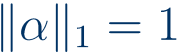 ‖α‖₁ = 1